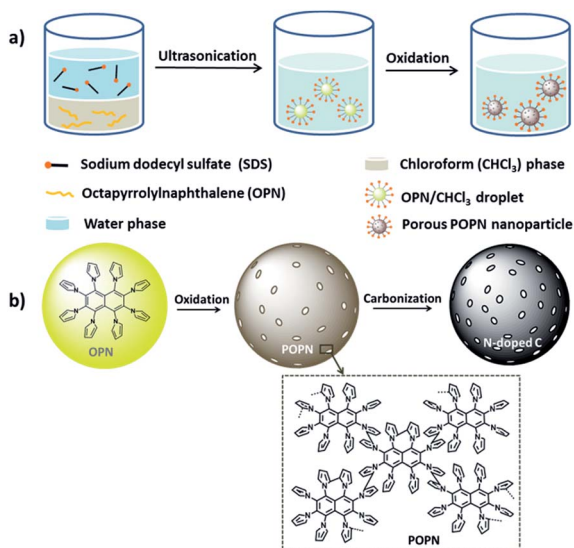 a)
Ultrasonication
Oxidation
Sodium dodecyl sulfate (SDS)
Chloroform (CHCl₃) phase
Octapyrrolylnaphthalene (OPN)
OPN/CHCl₃ droplet
Water phase
Porous POPN nanoparticle
b)
Oxidation
Carbonization
OPN
POPN
N-doped C
POPN